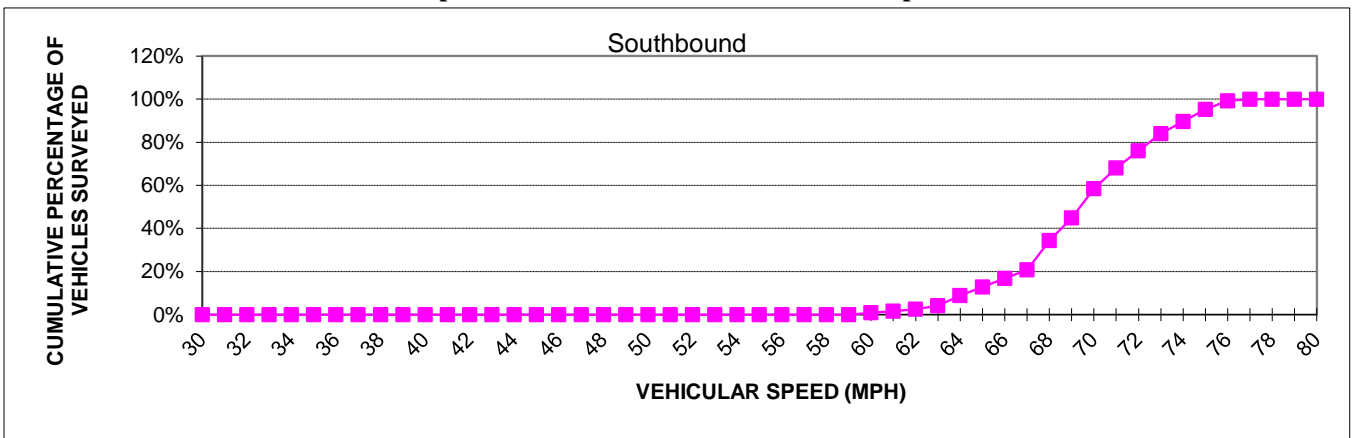 Southbound
CUMULATIVE PERCENTAGE OF
VEHICLES SURVEYED
120%
100%
80%
60%
40%
20%
0%
30 32 34 36 38 40 42 44 46 48 50 52 54 56 58 60 62 64 66 68 70 72 74 76 78 80
VEHICULAR SPEED (MPH)